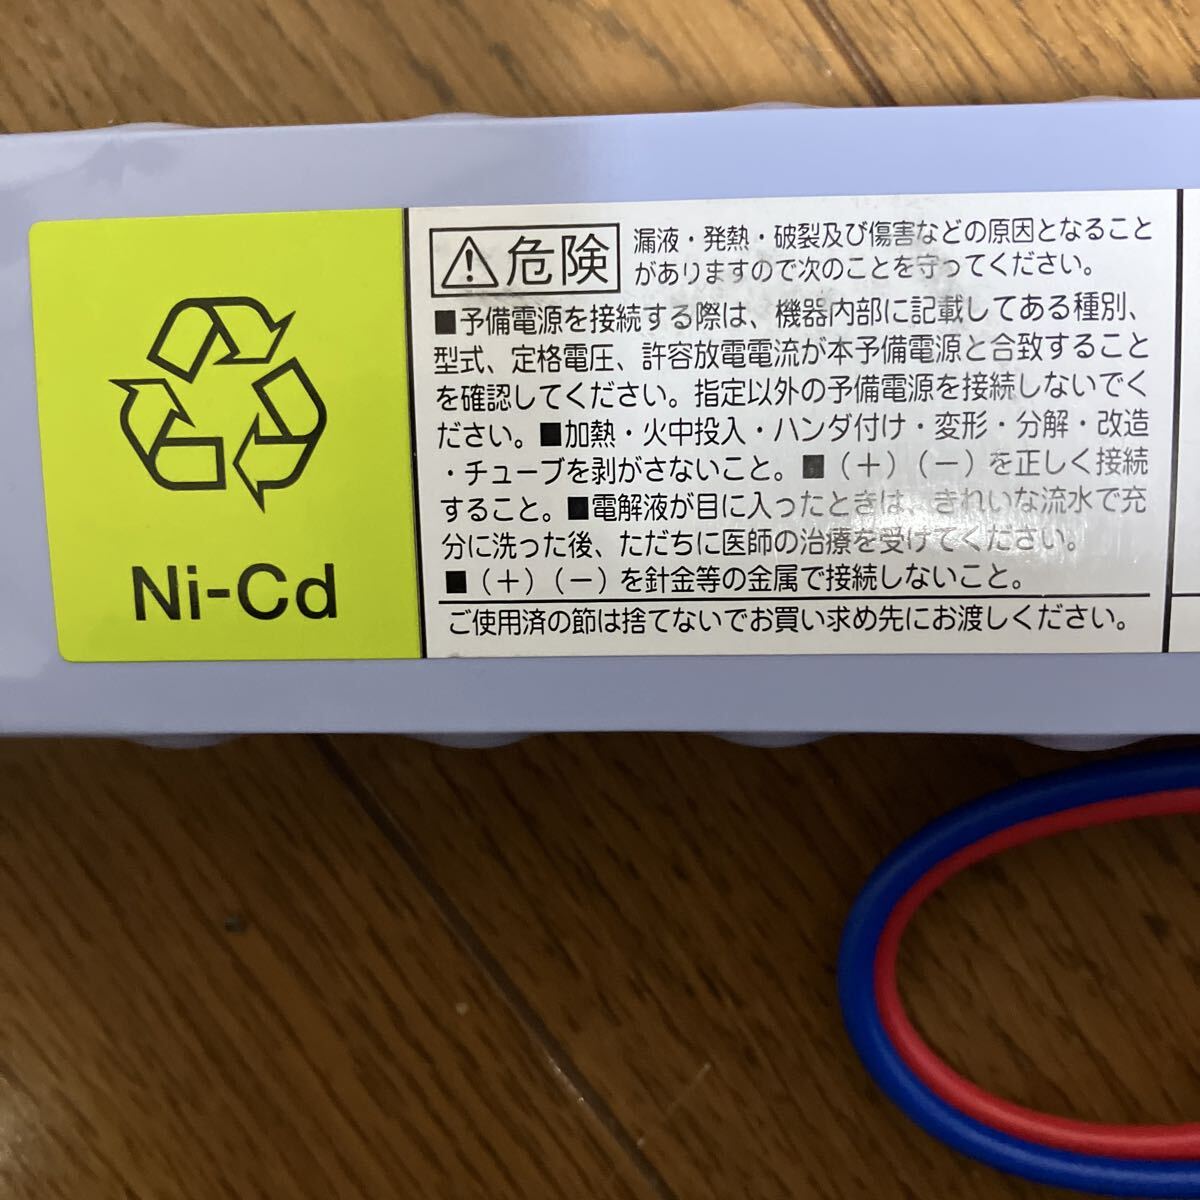 Ni-Cd
危険
漏液・発熱・破裂及び傷害などの原因となること
がありますので次のことを守ってください。
■予備電源を接続する際は、機器内部に記載してある種別、
型式、定格電圧、許容放電電流が本予備電源と合致すること
を確認してください。指定以外の予備電源を接続しないでく
ださい。■加熱・火中投入・ハンダ付け・変形・分解・改造
・チューブを剥がさないこと。■(+)(−)を正しく接続
すること。■電解液が目に入ったときは、きれいな流水で充
分に洗った後、ただちに医師の治療を受けてください。
■(+)(−)を針金等の金属で接続しないこと。
ご使用済の節は捨てないでお買い求め先にお渡しください。